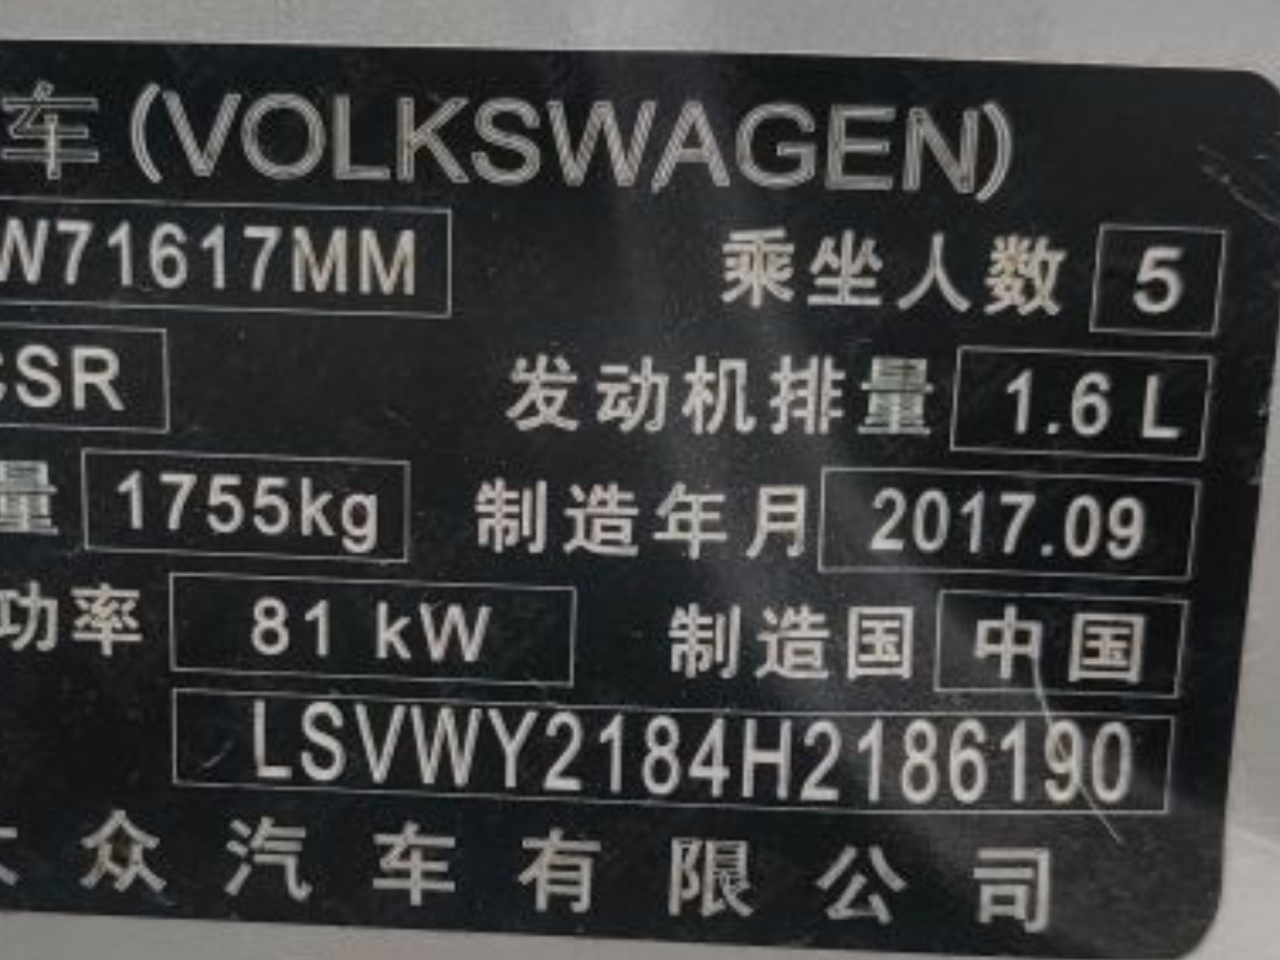 车(VOLKSWAGEN)
W71617MM 乘坐人数 5
CSR 发动机排量 1.6 L
量 1755kg 制造年月 2017.09
功率 81 kW 制造国 中国
LSVWY2184H2186190
大众汽车有限公司